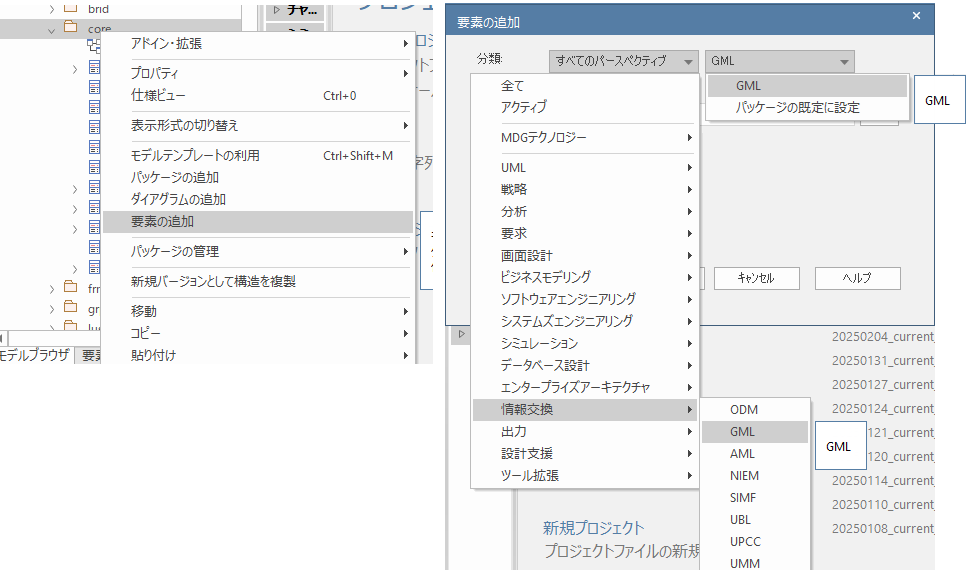 brid
core
アドイン・拡張
プロパティ
仕様ビュー Ctrl+0
表示形式の切り替え
モデルテンプレートの利用 Ctrl+Shift+M
パッケージの追加
ダイアグラムの追加
要素の追加
パッケージの管理
新規バージョンとして構造を複製
移動
コピー
貼り付け
gr
モデルブラウザ
チャ...
要素の追加
分類:
すべてのパースペクティブ
GML
GML
パッケージの既定に設定
GML
全て
アクティブ
MDGテクノロジー
UML
戦略
分析
要求
画面設計
ビジネスモデリング
ソフトウェアエンジニアリング
システムズエンジニアリング
シミュレーション
データベース設計
エンタープライズアーキテクチャ
情報交換
出力
設計支援
ツール拡張
キャンセル
ヘルプ
ODM
GML
AML
NIEM
SIMF
UBL
UPCC
UMM
GML
20250204_current
20250131_current
20250127_current
20250124_current
121_current
120_current
20250114_current
20250110_current
20250108_current
新規プロジェクト
プロジェクトファイルの新規